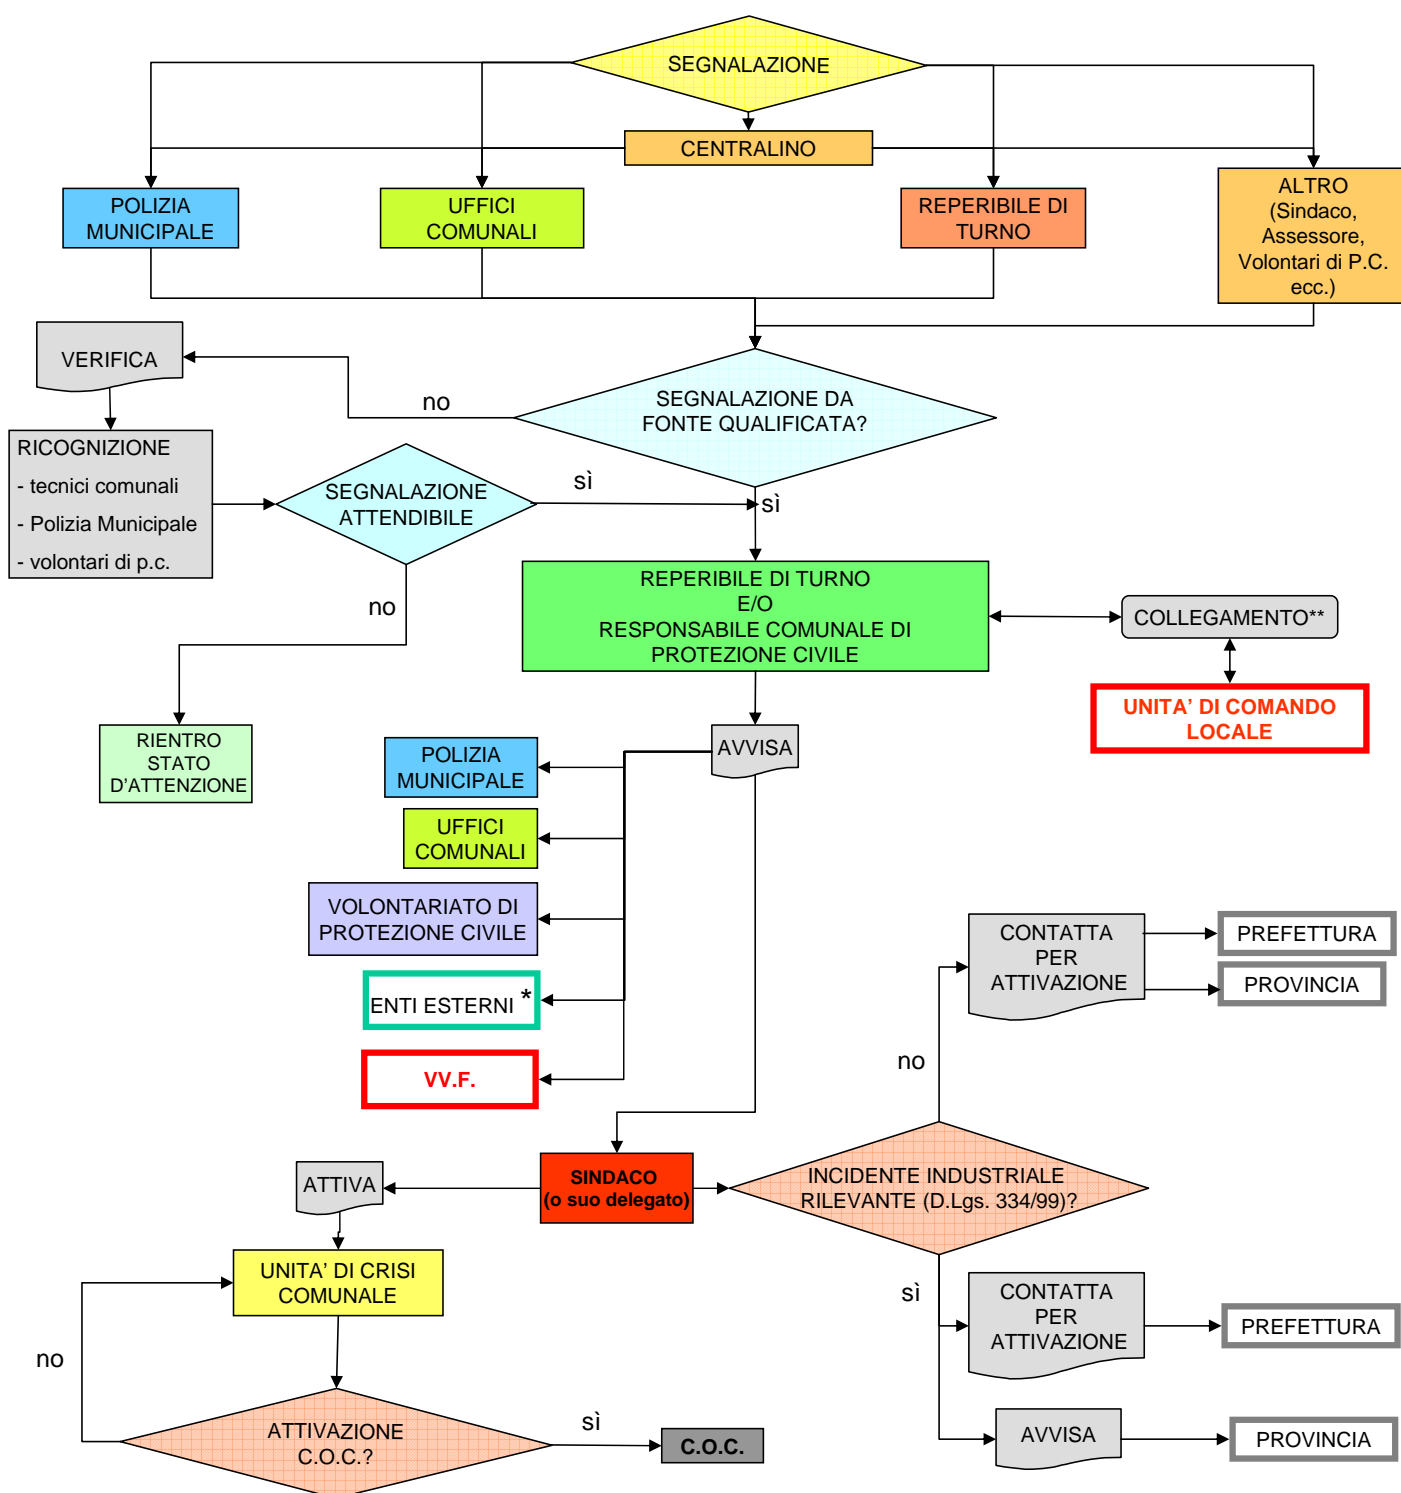 SEGNALAZIONE
CENTRALINO
POLIZIA
MUNICIPALE
UFFICI
COMUNALI
REPERIBILE DI
TURNO
ALTRO
(Sindaco,
Assessore,
Volontari di P.C.
ecc.)
VERIFICA
no
SEGNALAZIONE DA
FONTE QUALIFICATA?
RICOGNIZIONE
- tecnici comunali
- Polizia Municipale
- volontari di p.c.
SEGNALAZIONE
ATTENDIBILE
sì
sì
no
REPERIBILE DI TURNO
E/O
RESPONSABILE COMUNALE DI
PROTEZIONE CIVILE
COLLEGAMENTO**
UNITA' DI COMANDO
LOCALE
RIENTRO
STATO
D'ATTENZIONE
AVVISA
POLIZIA
MUNICIPALE
UFFICI
COMUNALI
VOLONTARIATO DI
PROTEZIONE CIVILE
ENTI ESTERNI *
VV.F.
CONTATTA
PER
ATTIVAZIONE
PREFETTURA
PROVINCIA
no
SINDACO
(o suo delegato)
INCIDENTE INDUSTRIALE
RILEVANTE (D.Lgs. 334/99)?
ATTIVA
UNITA' DI CRISI
COMUNALE
sì
CONTATTA
PER
ATTIVAZIONE
PREFETTURA
no
ATTIVAZIONE
C.O.C.?
sì
C.O.C.
AVVISA
PROVINCIA